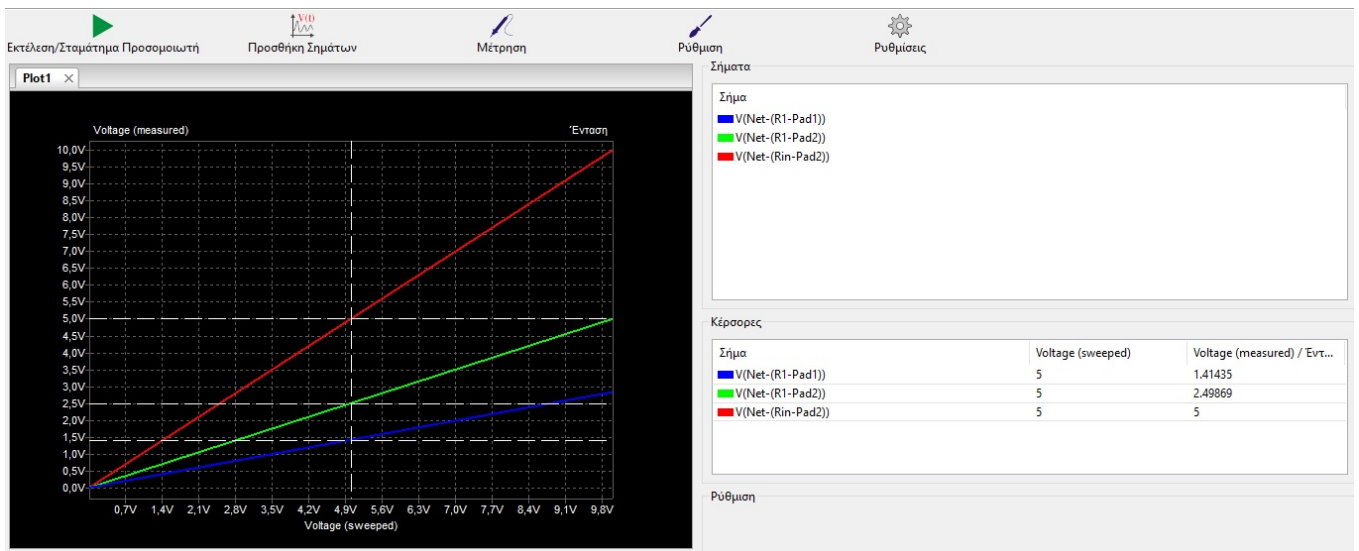 Εκτέλεση/Σταμάτημα Προσομοιωτή
Προσθήκη Σημάτων
Μέτρηση
Ρύθμιση
Ρυθμίσεις
Plot1
Voltage (measured)
Ένταση
10,0V
9,5V
9,0V
8,5V
8,0V
7,5V
7,0V
6,5V
6,0V
5,5V
5,0V
4,5V
4,0V
3,5V
3,0V
2,5V
2,0V
1,5V
1,0V
0,5V
0,0V
0,7V 1,4V 2,1V 2,8V 3,5V 4,2V 4,9V 5,6V 6,3V 7,0V 7,7V 8,4V 9,1V 9,8V
Voltage (sweeped)
Σήματα
Σήμα
V(Net-(R1-Pad1))
V(Net-(R1-Pad2))
V(Net-(Rin-Pad2))
Κέρσορες
Σήμα Voltage (sweeped) Voltage (measured) / Έντ...
V(Net-(R1-Pad1)) 5 1.41435
V(Net-(R1-Pad2)) 5 2.49869
V(Net-(Rin-Pad2)) 5 5
Ρύθμιση